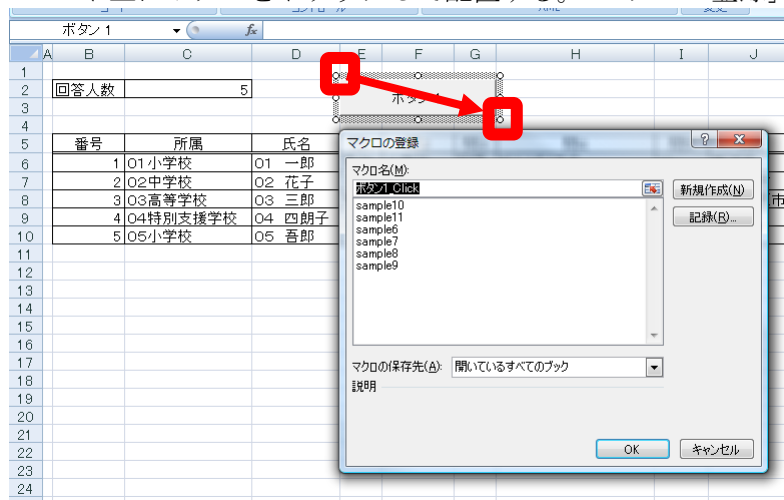 ボタン 1 fx
A B C D E F G H I J
1
2 回答人数 5
3 ボタン 1
4
5 番号 所属 氏名
6 1 01小学校 01 一郎
7 2 02中学校 02 花子
8 3 03高等学校 03 三郎 市
9 4 04特別支援学校 04 四朗子
10 5 05小学校 05 吾郎
11
12
13
14
15
16
17
18
19
20
21
22
23
24
マクロの登録
マクロ名(M):
ボタン1_Click
新規作成(N)
sample10
sample11
sample6
sample7
sample8
sample9
記録(R)...
マクロの保存先(A): 開いているすべてのブック
説明
OK キャンセル